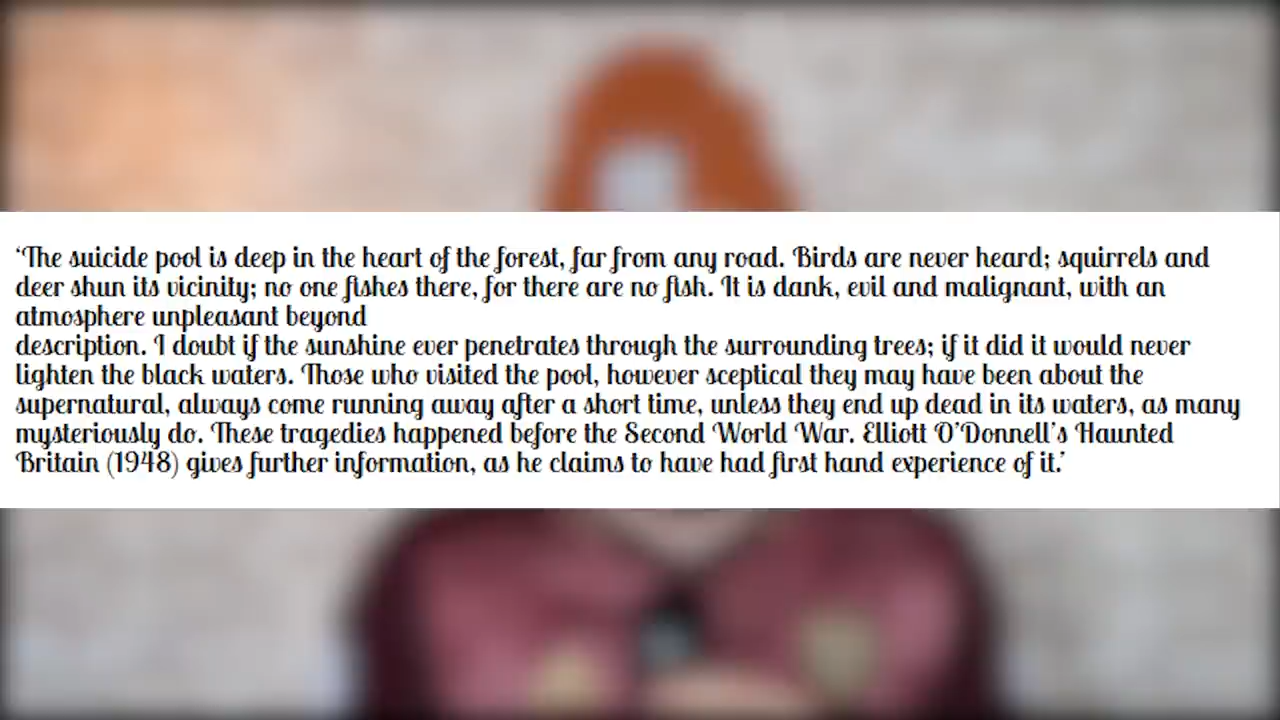 ‘The suicide pool is deep in the heart of the forest, far from any road. Birds are never heard; squirrels and
deer shun its vicinity; no one fishes there, for there are no fish. It is dank, evil and malignant, with an
atmosphere unpleasant beyond
description. I doubt if the sunshine ever penetrates through the surrounding trees; if it did it would never
lighten the black waters. Those who visited the pool, however sceptical they may have been about the
supernatural, always come running away after a short time, unless they end up dead in its waters, as many
mysteriously do. These tragedies happened before the Second World War. Elliott O’Donnell’s Haunted
Britain (1948) gives further information, as he claims to have had first hand experience of it.’